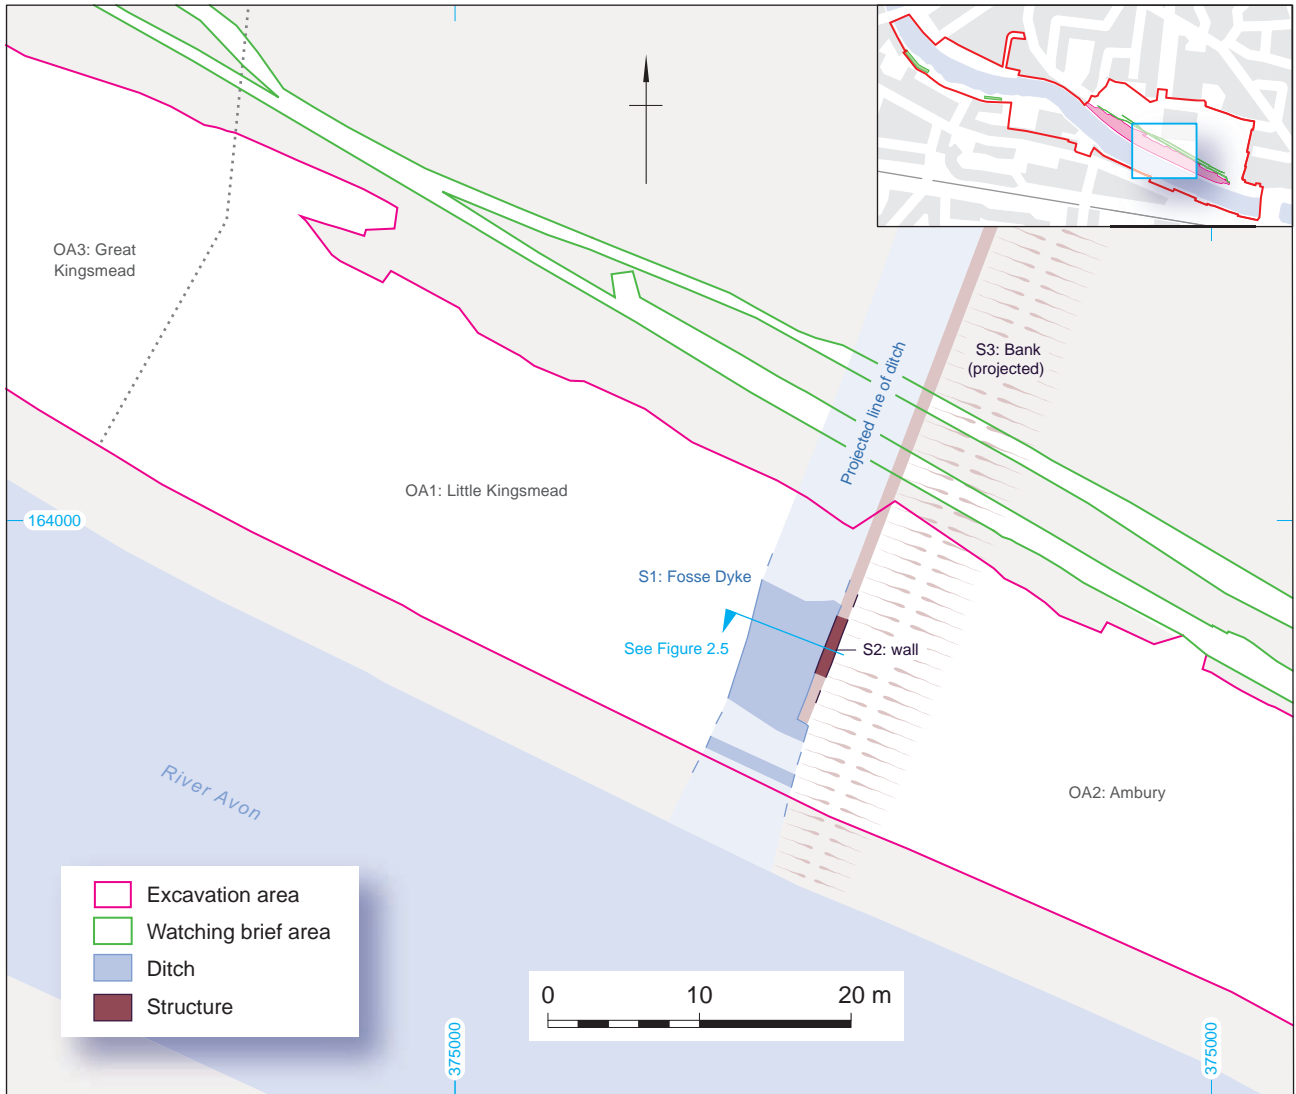 OA3: Great
Kingsmead
S3: Bank
(projected)
Projected line of ditch
OA1: Little Kingsmead
164000
S1: Fosse Dyke
See Figure 2.5
S2: wall
OA2: Ambury
River Avon
Excavation area
Watching brief area
Ditch
Structure
0 10 20 m
375000
375000